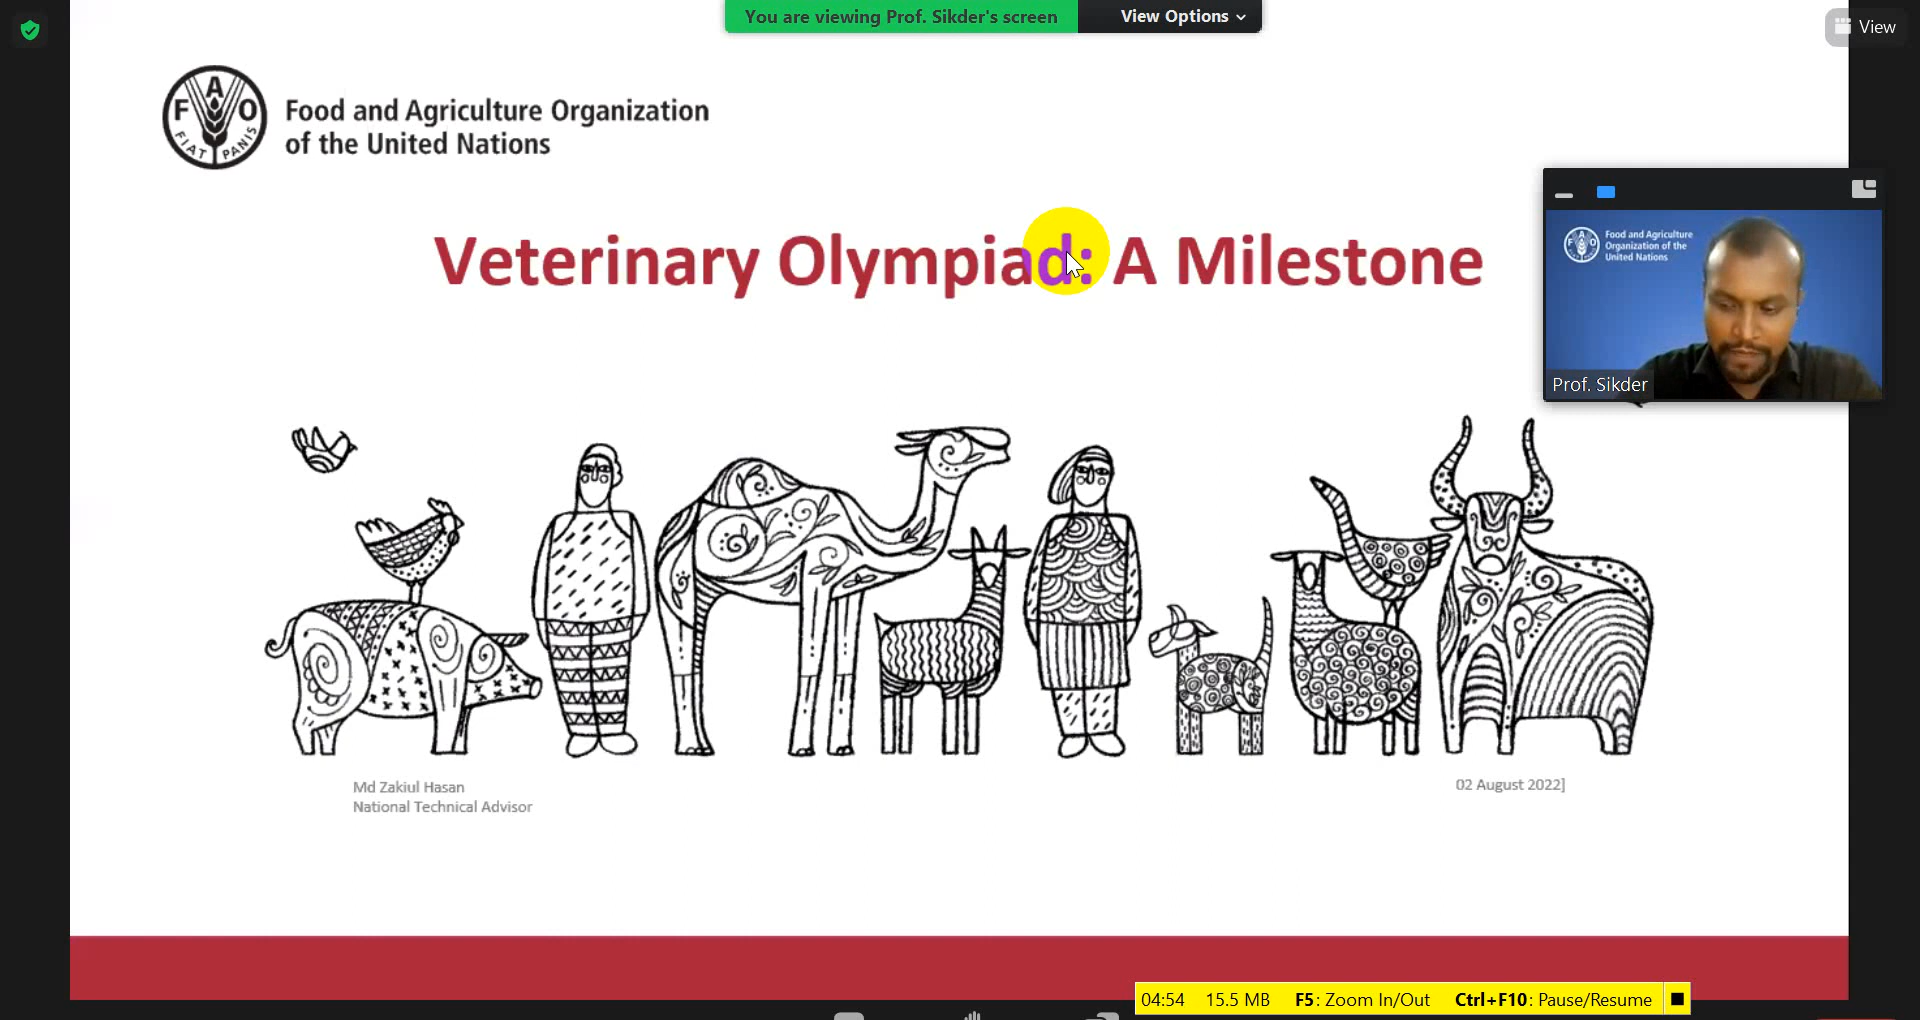 You are viewing Prof. Sikder's screen
View Options
View
FAO
FIAT PANIS
Food and Agriculture Organization
of the United Nations
Veterinary Olympiad: A Milestone
FAO
Food and Agriculture
Organization of the
United Nations
Prof. Sikder
Md Zakiul Hasan
National Technical Advisor
02 August 2022]
04:54 15.5 MB F5: Zoom In/Out Ctrl+F10: Pause/Resume